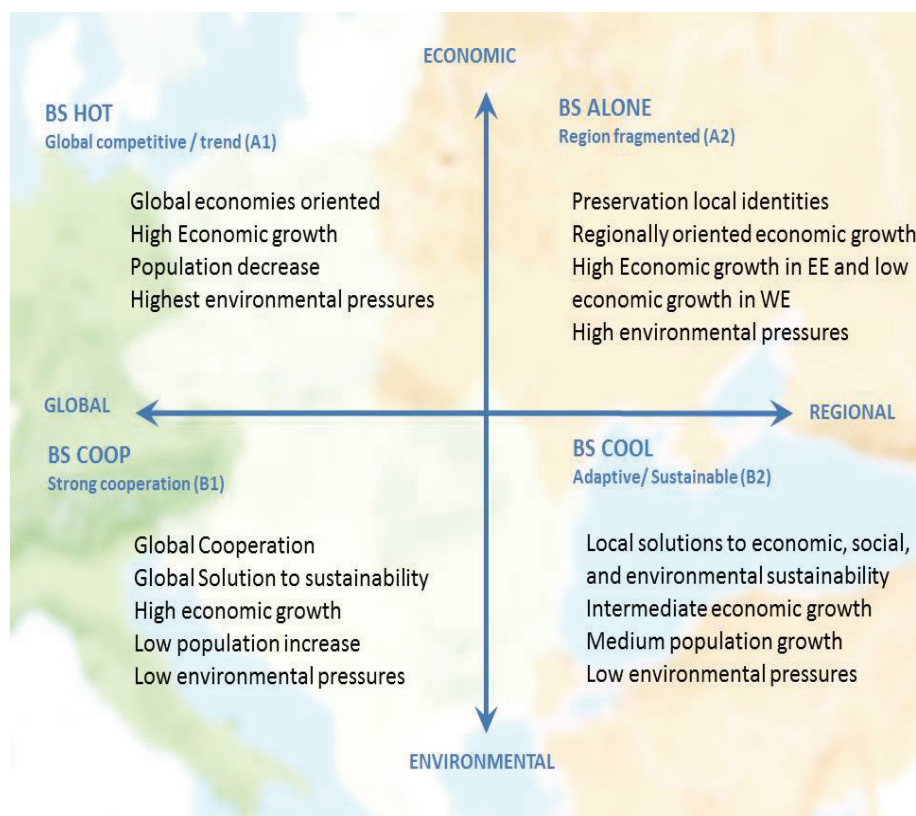 ECONOMIC
BS HOT
Global competitive / trend (A1)
Global economies oriented
High Economic growth
Population decrease
Highest environmental pressures
BS ALONE
Region fragmented (A2)
Preservation local identities
Regionally oriented economic growth
High Economic growth in EE and low
economic growth in WE
High environmental pressures
GLOBAL
REGIONAL
BS COOP
Strong cooperation (B1)
Global Cooperation
Global Solution to sustainability
High economic growth
Low population increase
Low environmental pressures
BS COOL
Adaptive/ Sustainable (B2)
Local solutions to economic, social,
and environmental sustainability
Intermediate economic growth
Medium population growth
Low environmental pressures
ENVIRONMENTAL